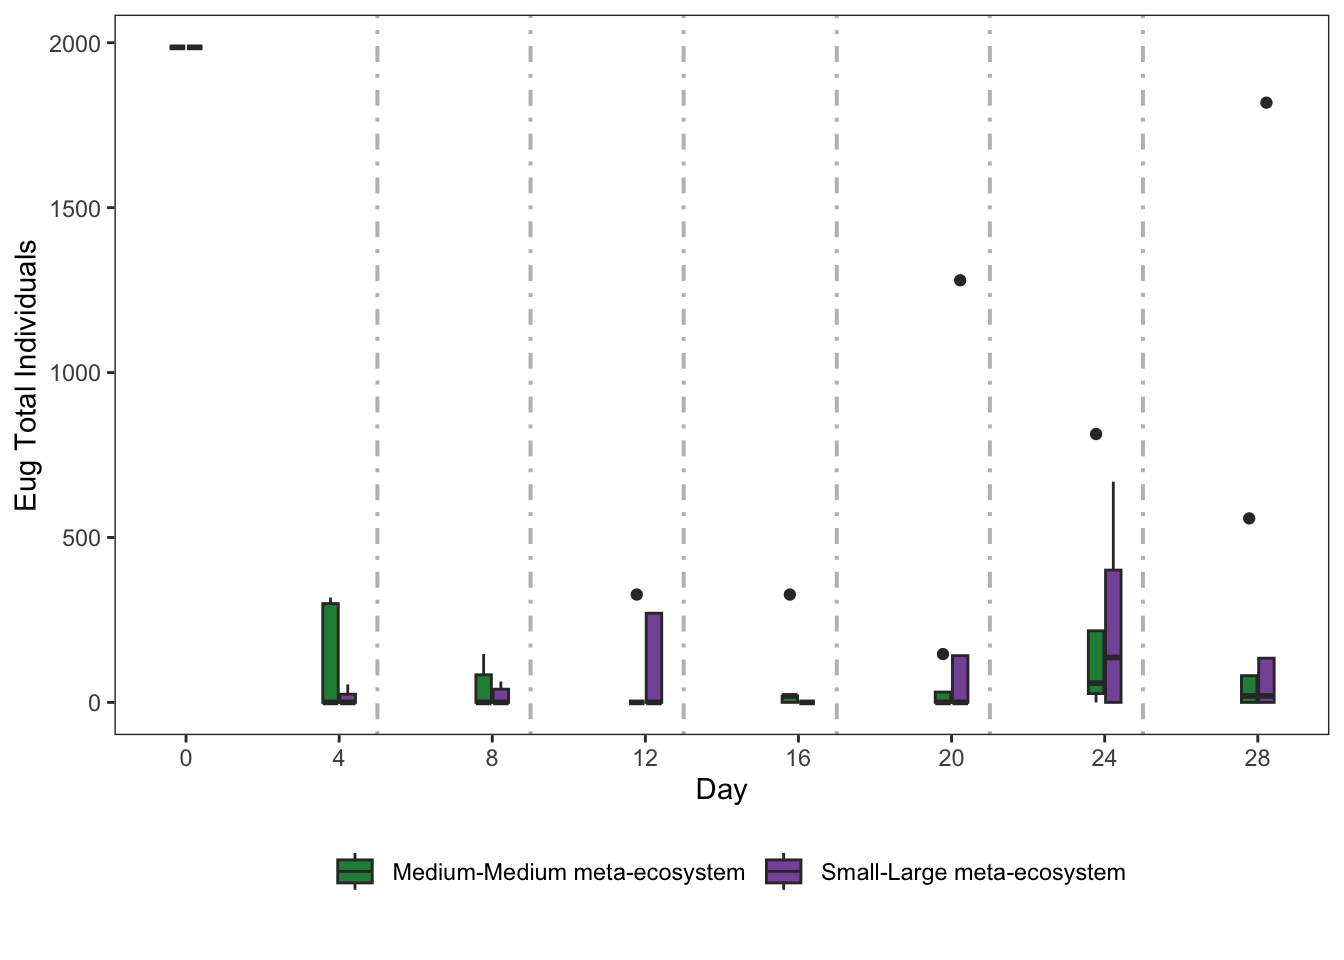 Eug Total Individuals
2000
1500
1000
500
0
0 4 8 12 16 20 24 28
Day
Medium-Medium meta-ecosystem Small-Large meta-ecosystem